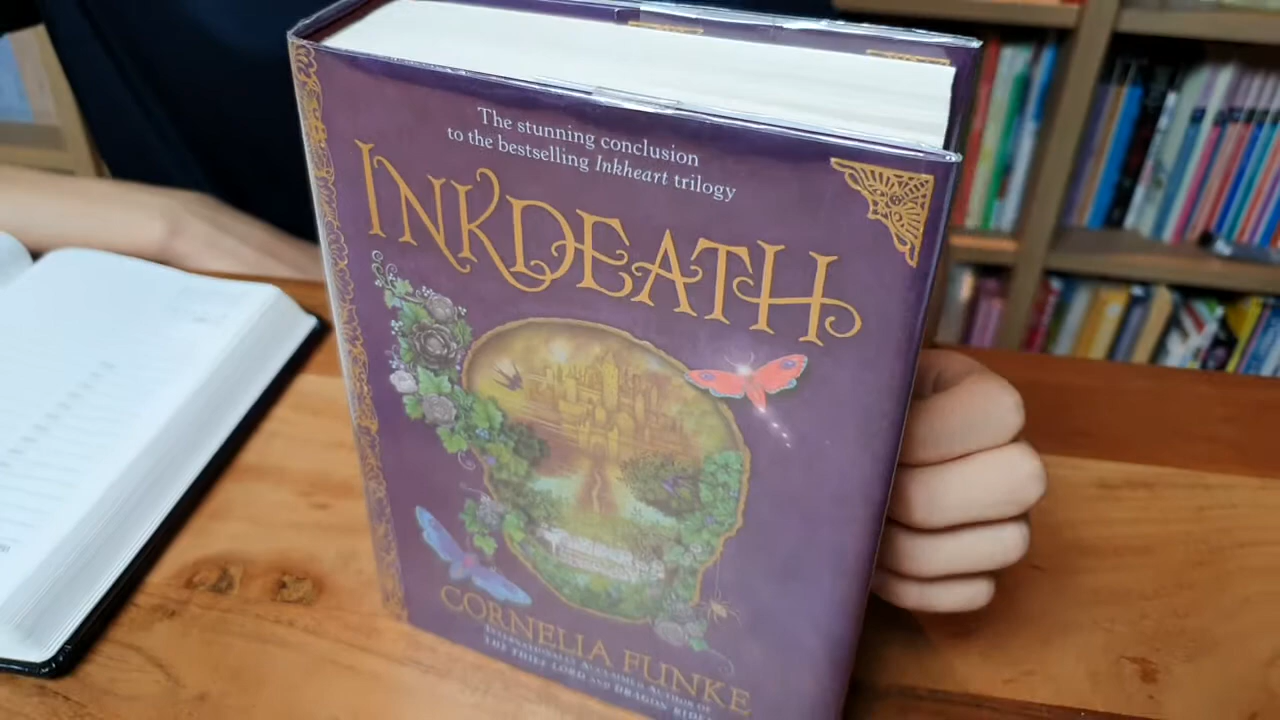 The stunning conclusion
to the bestselling Inkheart trilogy
INKDEATH
CORNELIA FUNKE
INTERNATIONALLY ACCLAIMED AUTHOR OF
THE THIEF LORD AND DRAGON RIDER